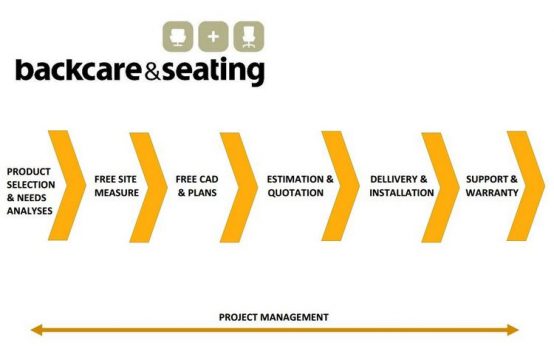 backcare&seating
PRODUCT
SELECTION
& NEEDS
ANALYSES
FREE SITE
MEASURE
FREE CAD
& PLANS
ESTIMATION &
QUOTATION
DELLIVERY &
INSTALLATION
SUPPORT &
WARRANTY
PROJECT MANAGEMENT